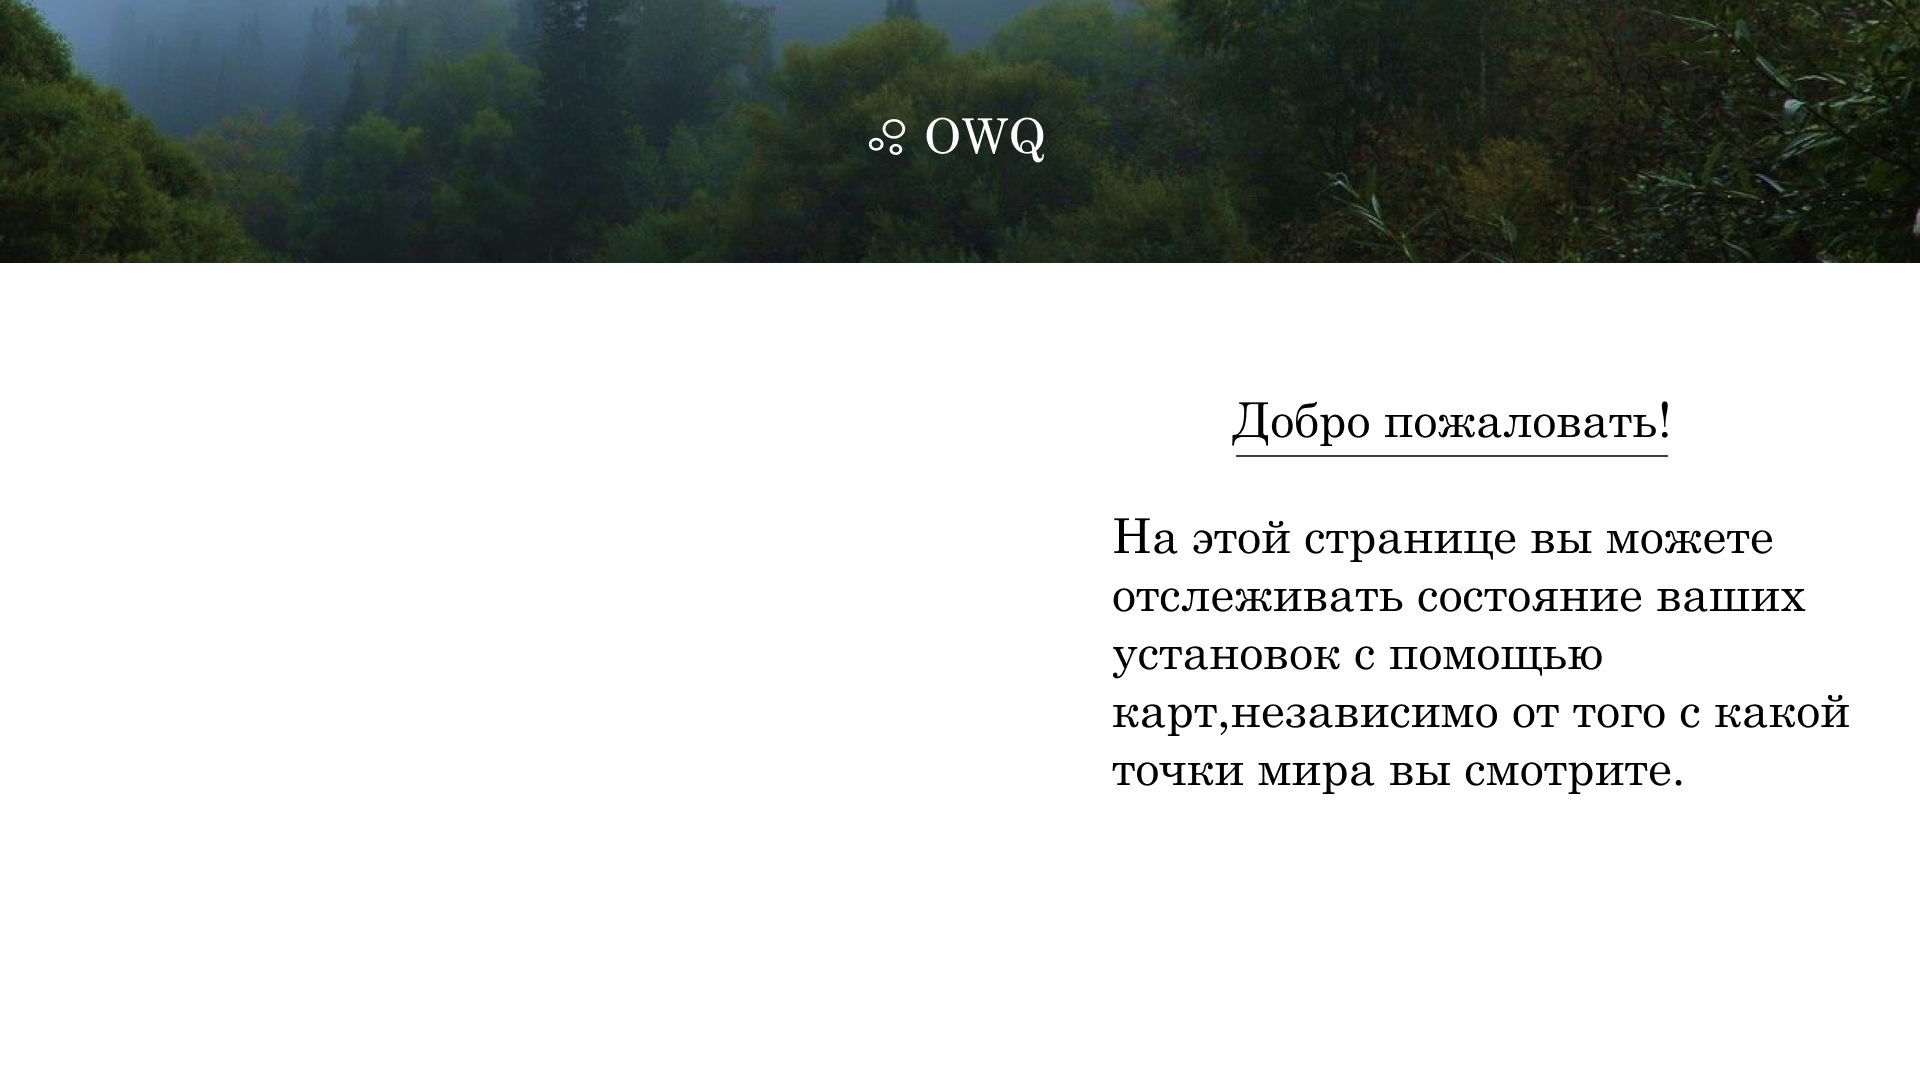 OWQ
Добро пожаловать!
На этой странице вы можете
отслеживать состояние ваших
установок с помощью
карт,независимо от того с какой
точки мира вы смотрите.